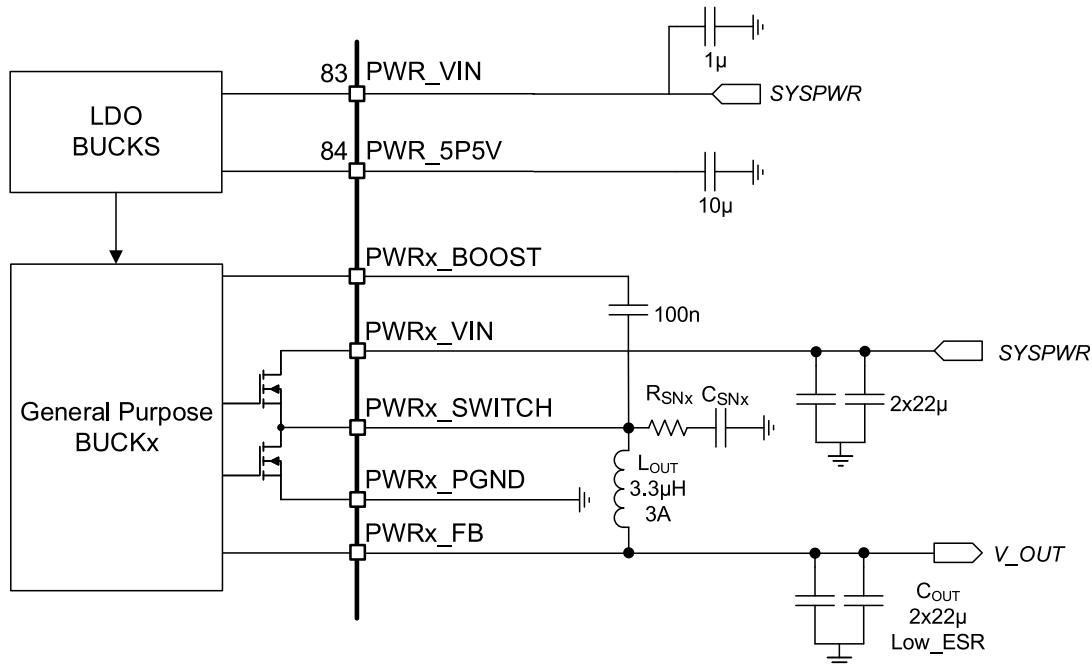 1µ
83 PWR_VIN
SYSPWR
LDO
BUCKS
84 PWR_5P5V
10µ
PWRx_BOOST
100n
PWRx_VIN
SYSPWR
General Purpose
BUCKx
2x22µ
PWRx_SWITCH
RSNx CSNx
LOUT
3.3µH
3A
PWRx_PGND
PWRx_FB
V_OUT
COUT
2x22µ
Low_ESR